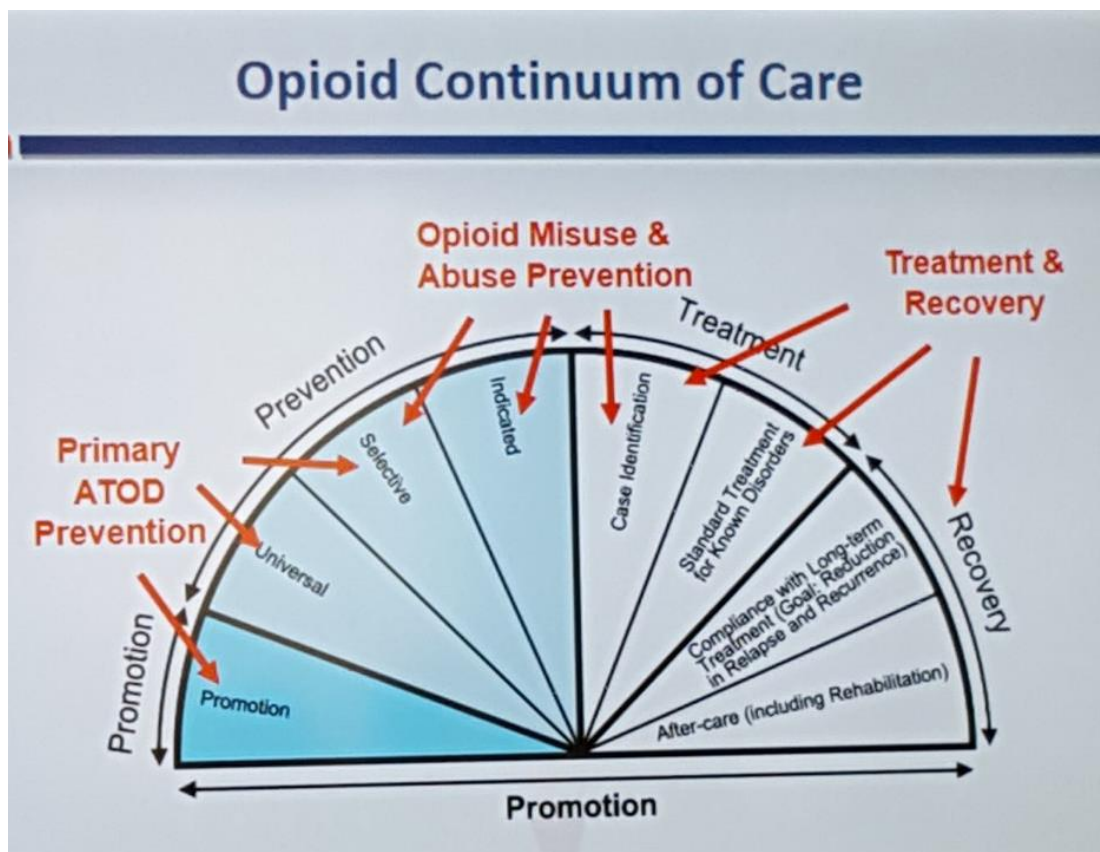 Opioid Continuum of Care
Opioid Misuse &
Abuse Prevention
Treatment &
Recovery
Primary
ATOD
Prevention
Promotion
Prevention
Treatment
Recovery
Promotion
Universal
Selective
Indicated
Case Identification
Standard Treatment
for Known Disorders
Compliance with Long-term
Treatment (Goal: Reduction
in Relapse and Recurrence)
After-care (including Rehabilitation)
Promotion